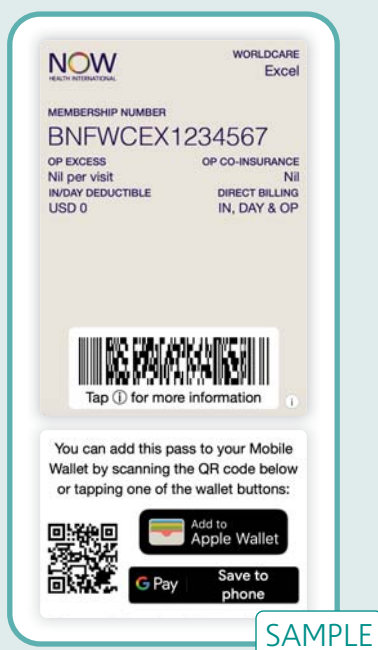 NOW
HEALTH INTERNATIONAL
WORLDCARE
Excel
MEMBERSHIP NUMBER
BNFWCEX1234567
OP EXCESS
Nil per visit
OP CO-INSURANCE
Nil
IN/DAY DEDUCTIBLE
USD 0
DIRECT BILLING
IN, DAY & OP
Tap ⓘ for more information
You can add this pass to your Mobile
Wallet by scanning the QR code below
or tapping one of the wallet buttons:
Add to
Apple Wallet
G Pay
Save to
phone
SAMPLE